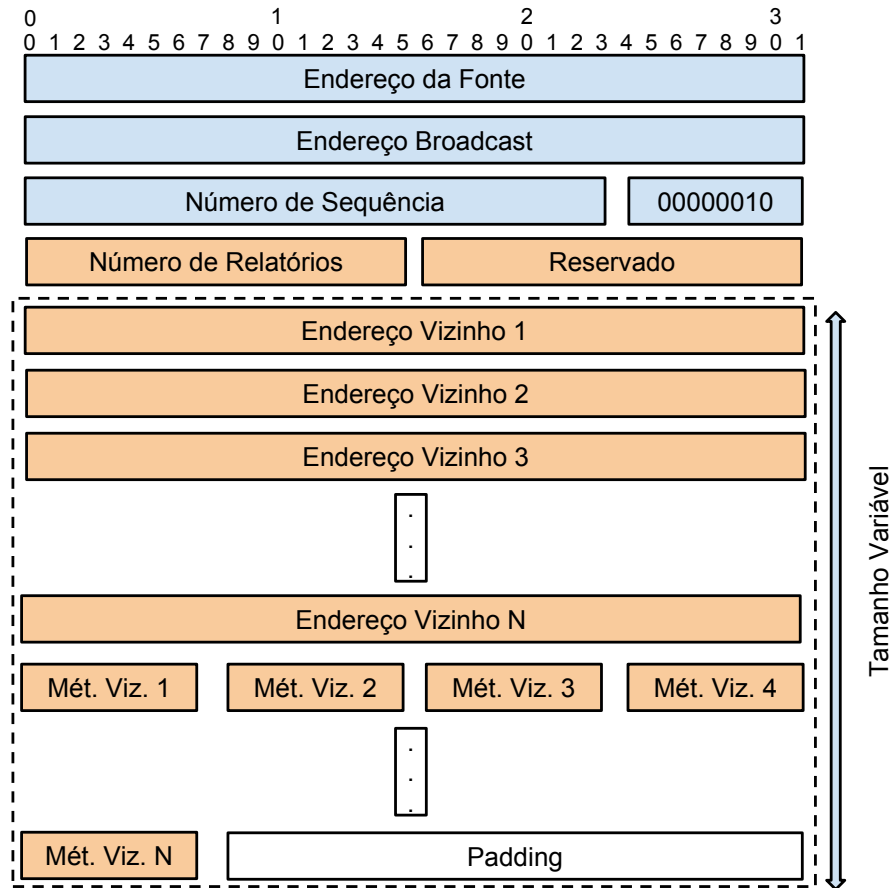 0 1 2 3
0 1 2 3 4 5 6 7 8 9 0 1 2 3 4 5 6 7 8 9 0 1 2 3 4 5 6 7 8 9 0 1
Endereço da Fonte
Endereço Broadcast
Número de Sequência 00000010
Número de Relatórios Reservado
Endereço Vizinho 1
Endereço Vizinho 2
Endereço Vizinho 3
.
.
.
Endereço Vizinho N
Mét. Viz. 1 Mét. Viz. 2 Mét. Viz. 3 Mét. Viz. 4
.
.
.
Mét. Viz. N Padding
Tamanho Variável